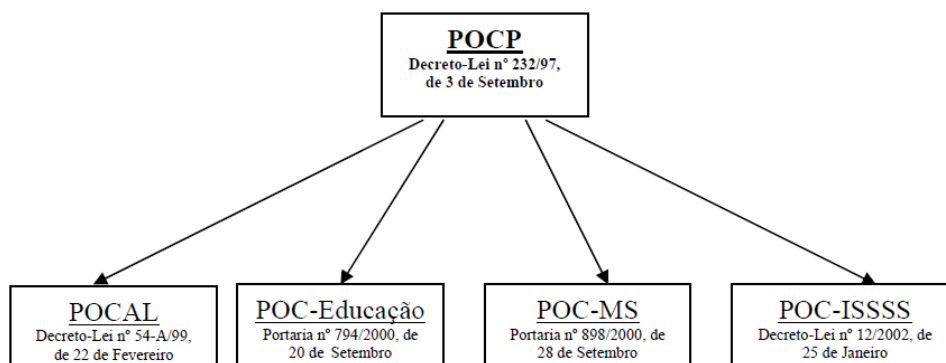 POCP
Decreto-Lei nº 232/97,
de 3 de Setembro
POCAL
Decreto-Lei nº 54-A/99,
de 22 de Fevereiro
POC-Educação
Portaria nº 794/2000, de
20 de Setembro
POC-MS
Portaria nº 898/2000, de
28 de Setembro
POC-ISSSS
Decreto-Lei nº 12/2002, de
25 de Janeiro